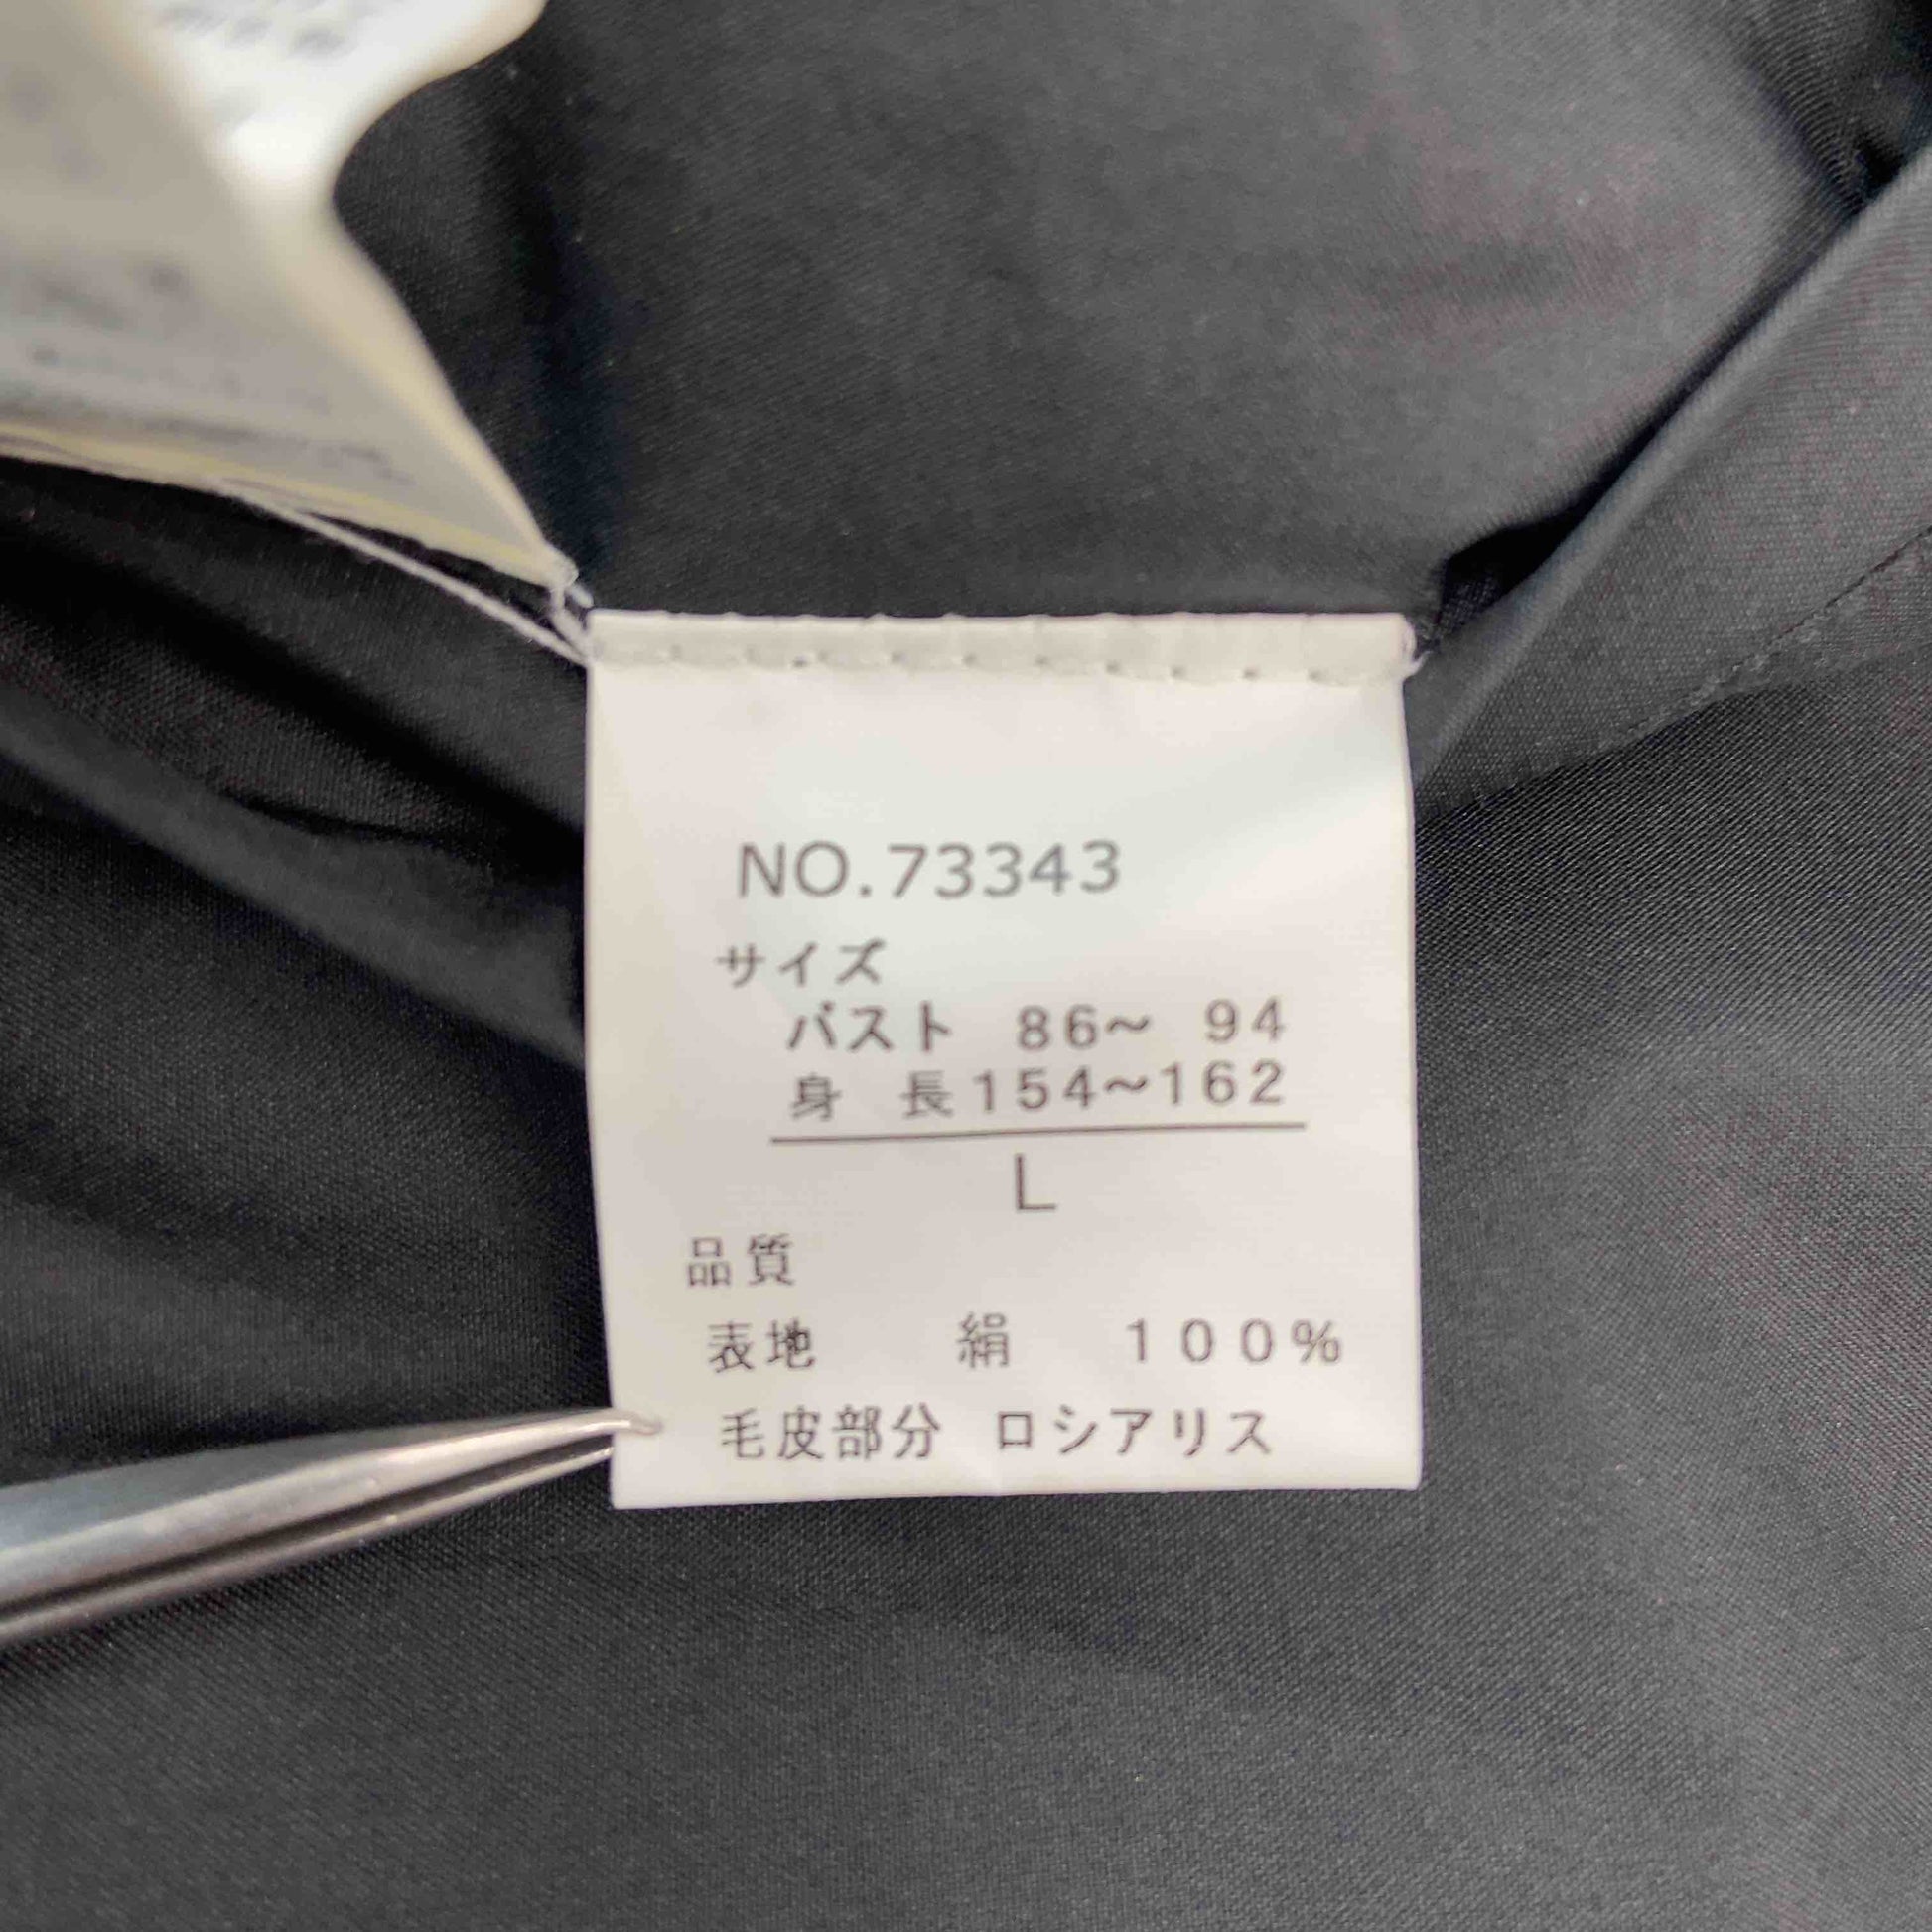 NO.73343
サイズ
バスト 86～ 94
身 長154～162
L
品質
表地 絹 100%
毛皮部分 ロシアリス